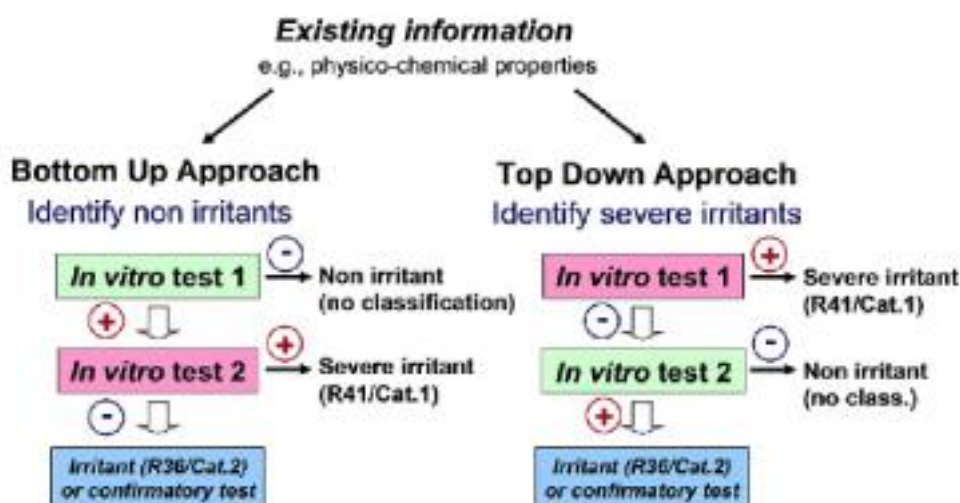 Existing information
e.g., physico-chemical properties
Bottom Up Approach
Identify non irritants
In vitro test 1
-
Non irritant
(no classification)
+
In vitro test 2
+
Severe irritant
(R41/Cat.1)
-
Irritant (R36/Cat.2)
or confirmatory test
Top Down Approach
Identify severe irritants
In vitro test 1
+
Severe irritant
(R41/Cat.1)
-
In vitro test 2
-
Non irritant
(no class.)
+
Irritant (R36/Cat.2)
or confirmatory test